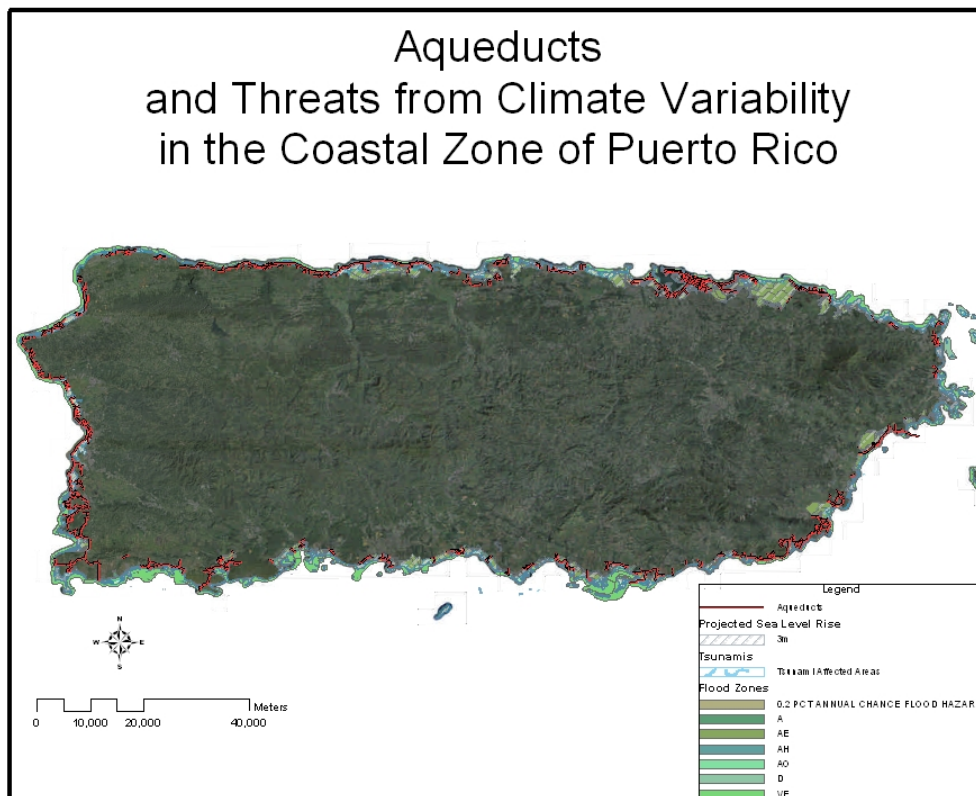 Aqueducts
and Threats from Climate Variability
in the Coastal Zone of Puerto Rico
N
W E
S
Meters
0 10,000 20,000 40,000
Legend
Aqueducts
Projected Sea Level Rise
3m
Tsunamis
Tsunami Affected Areas
Flood Zones
0.2 PCT ANNUAL CHANCE FLOOD HAZAR
A
AE
AH
AO
D
VE